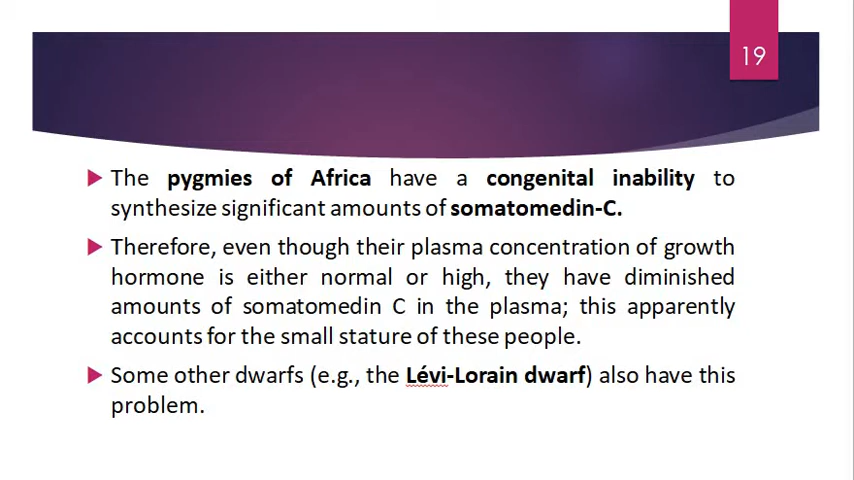 19
The pygmies of Africa have a congenital inability to
synthesize significant amounts of somatomedin-C.
Therefore, even though their plasma concentration of growth
hormone is either normal or high, they have diminished
amounts of somatomedin C in the plasma; this apparently
accounts for the small stature of these people.
Some other dwarfs (e.g., the Lévi-Lorain dwarf) also have this
problem.